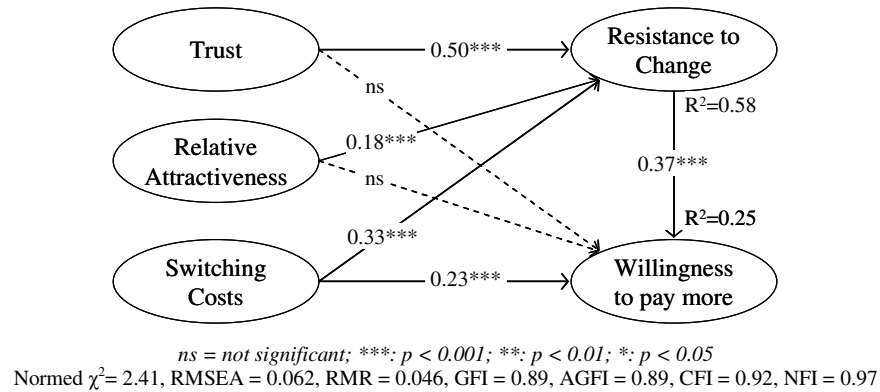 Trust
0.50***
Resistance to
Change
ns
R²=0.58
Relative
Attractiveness
0.18***
ns
0.37***
0.33***
R²=0.25
Switching
Costs
0.23***
Willingness
to pay more
ns = not significant; ***: p < 0.001; **: p < 0.01; *: p < 0.05
Normed χ²= 2.41, RMSEA = 0.062, RMR = 0.046, GFI = 0.89, AGFI = 0.89, CFI = 0.92, NFI = 0.97